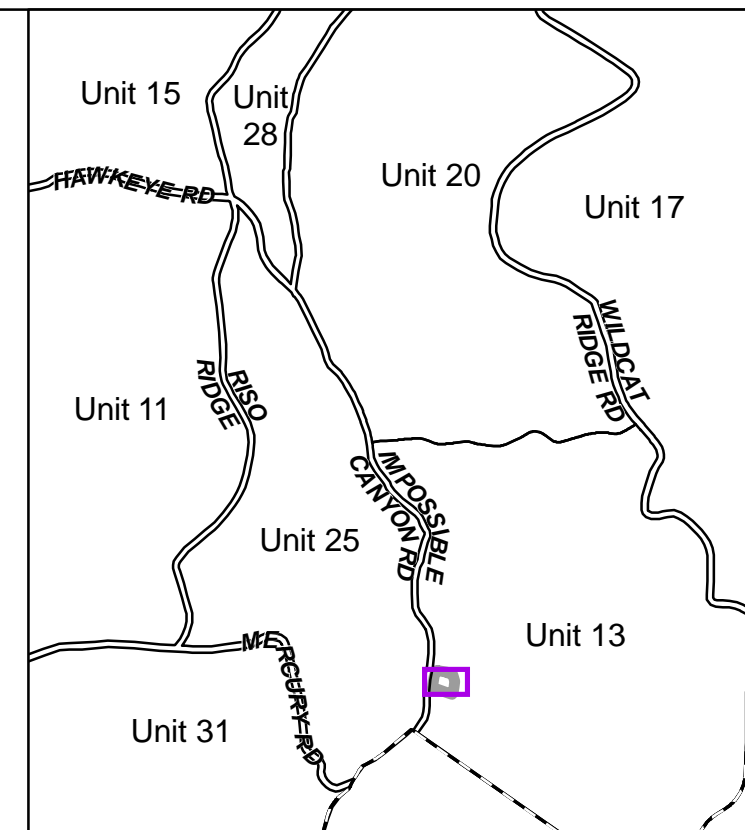 Unit 15
Unit
28
Unit 20
HAWKEYE RD
Unit 17
WILDCAT
RIDGE RD
RISO
RIDGE
Unit 11
IMPOSSIBLE
CANYON RD
Unit 25
Unit 13
MERCURY RD
Unit 31